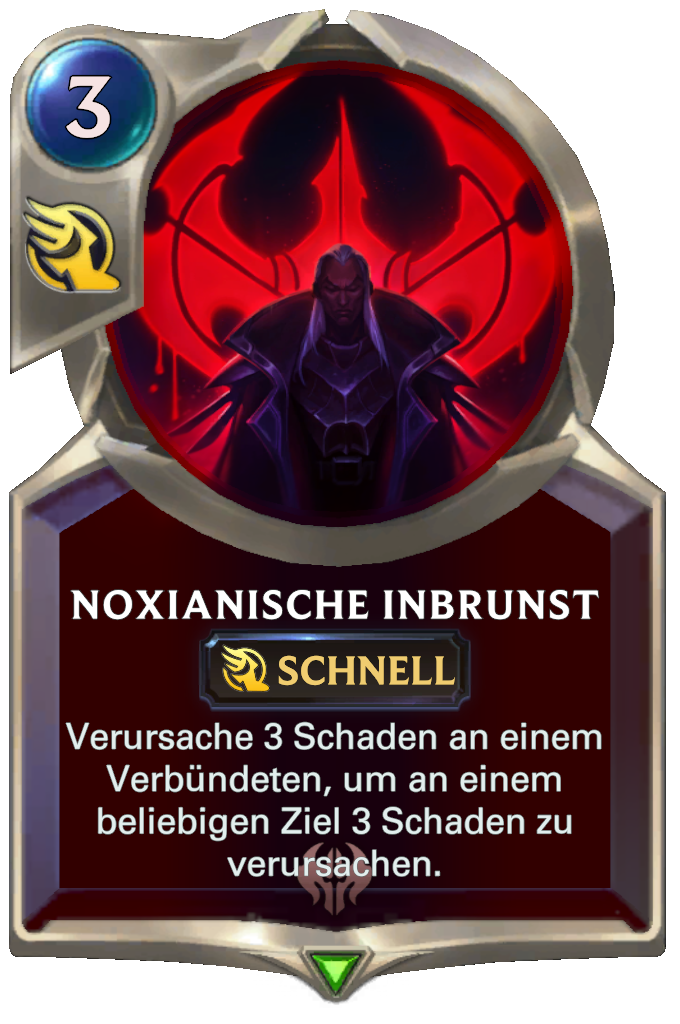 3
NOXIANISCHE INBRUNST
SCHNELL
Verursache 3 Schaden an einem
Verbündeten, um an einem
beliebigen Ziel 3 Schaden zu
verursachen.